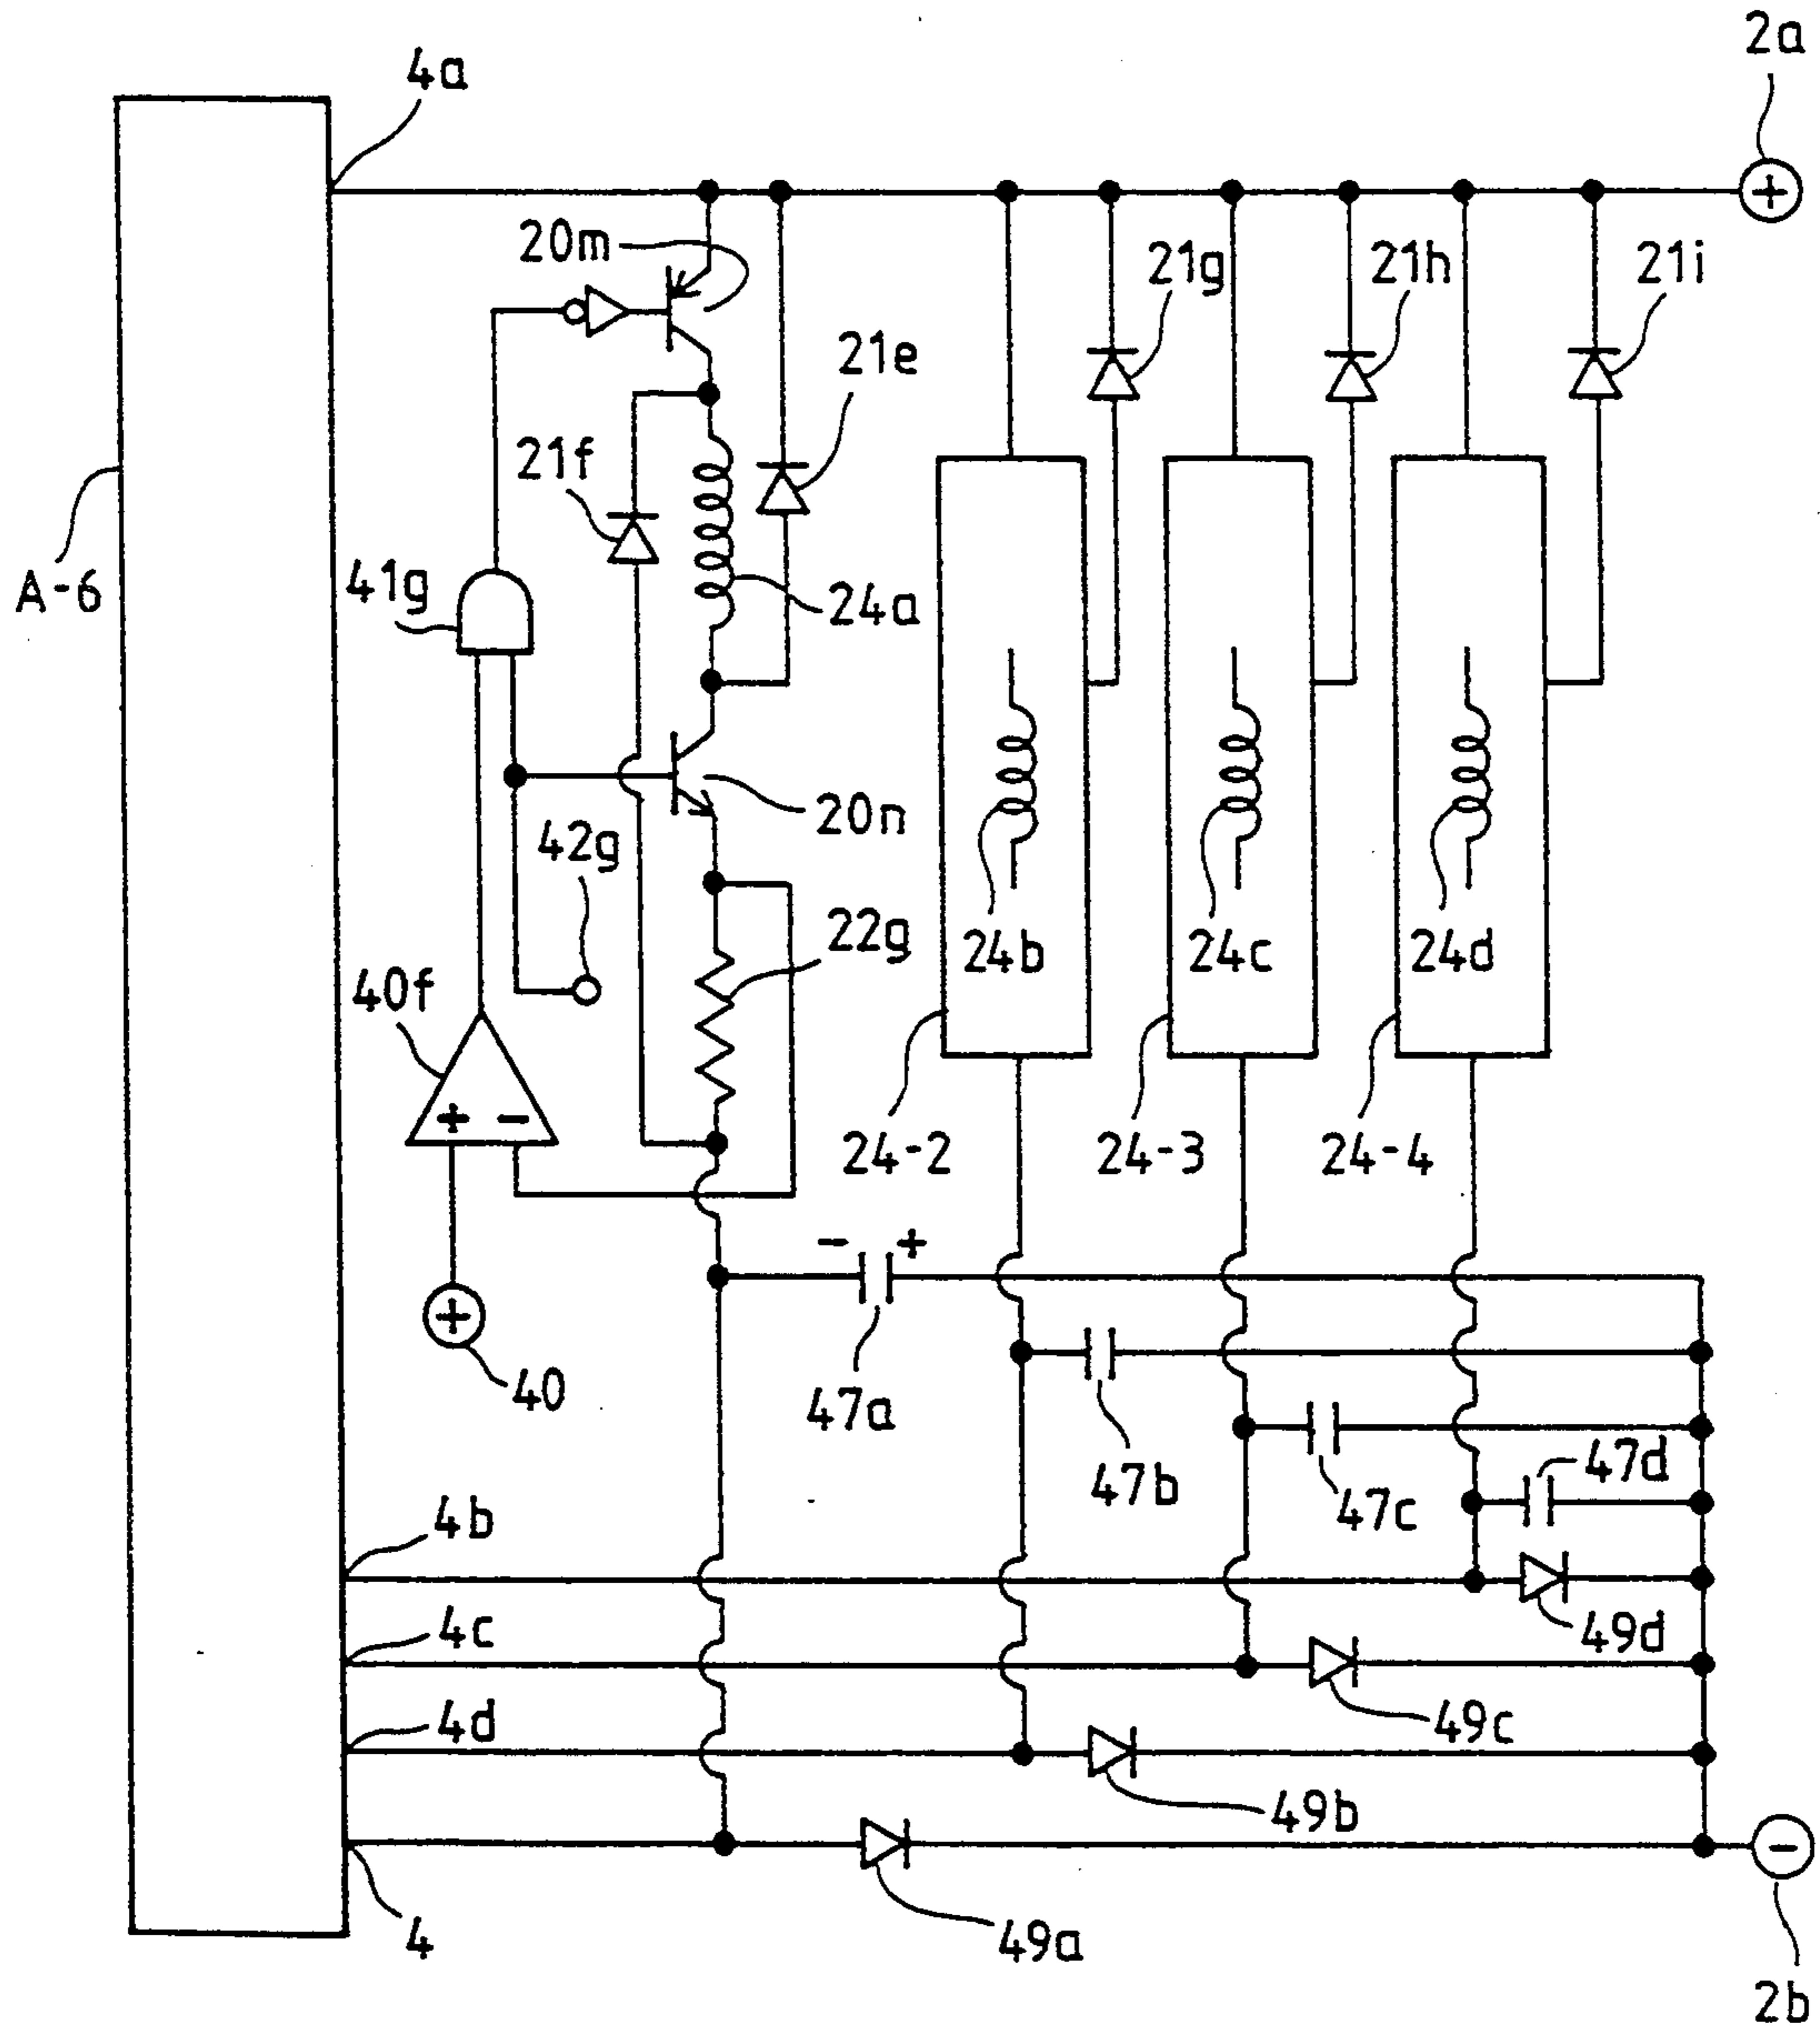 2a
4a
+
20m
21g
21h
21i
21e
21f
A-6
41g
24a
20n
42g
22g
24b
24c
24d
40f
+ -
24-2
24-3
24-4
- +
+
40
47a
47b
47c
47d
4b
49d
4c
49c
4d
49b
-
4
49a
2b